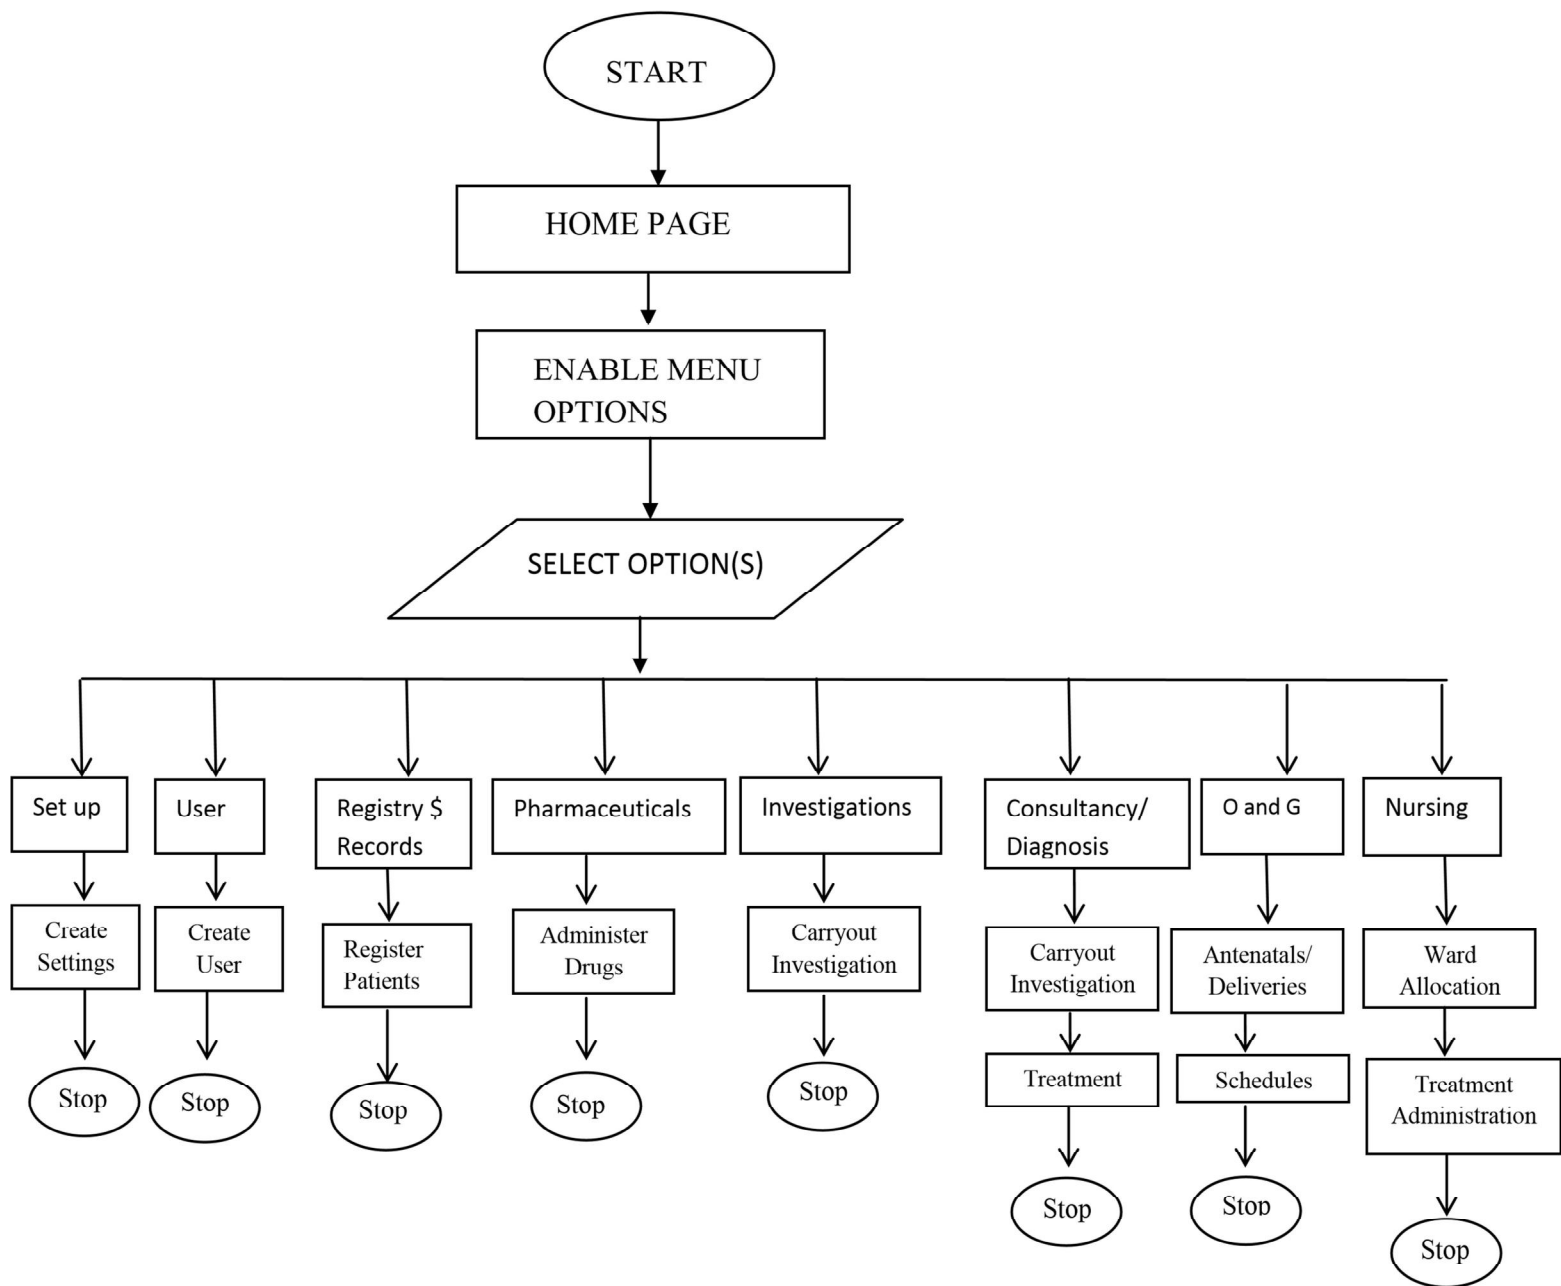 START
HOME PAGE
ENABLE MENU
OPTIONS
SELECT OPTION(S)
Set up
User
Registry $
Records
Pharmaceuticals
Investigations
Consultancy/
Diagnosis
O and G
Nursing
Create
Settings
Create
User
Register
Patients
Administer
Drugs
Carryout
Investigation
Carryout
Investigation
Antenatals/
Deliveries
Ward
Allocation
Treatment
Schedules
Treatment
Administration
Stop
Stop
Stop
Stop
Stop
Stop
Stop
Stop